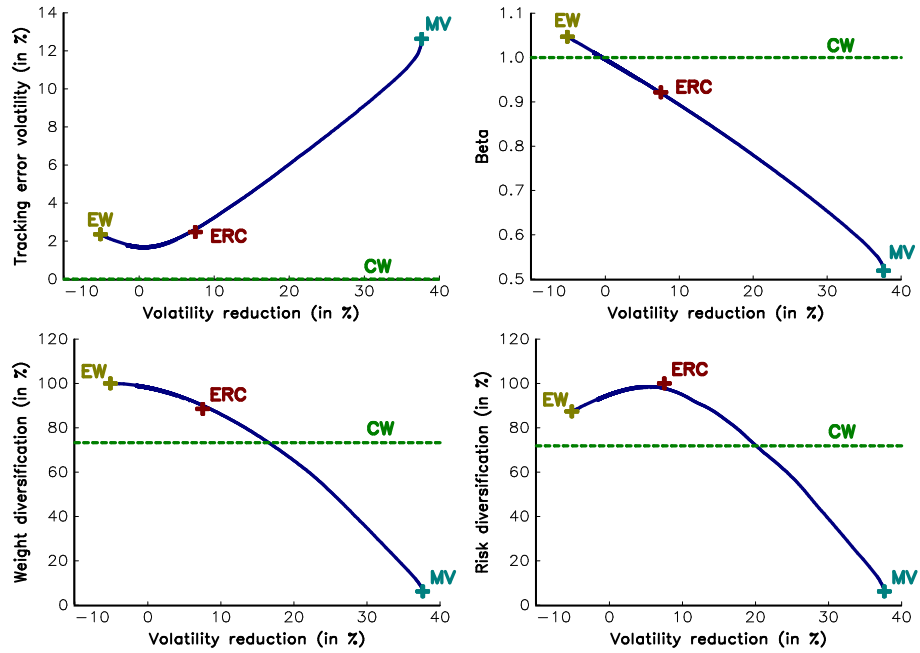 Tracking error volatility (in %)
14
12
10
8
6
4
2
0
EW
ERC
MV
CW
−10 0 10 20 30 40
Volatility reduction (in %)
Beta
1.1
1.0
0.9
0.8
0.7
0.6
0.5
EW
CW
ERC
MV
−10 0 10 20 30 40
Volatility reduction (in %)
Weight diversification (in %)
120
100
80
60
40
20
0
EW
ERC
CW
MV
−10 0 10 20 30 40
Volatility reduction (in %)
Risk diversification (in %)
120
100
80
60
40
20
0
EW
ERC
CW
MV
−10 0 10 20 30 40
Volatility reduction (in %)